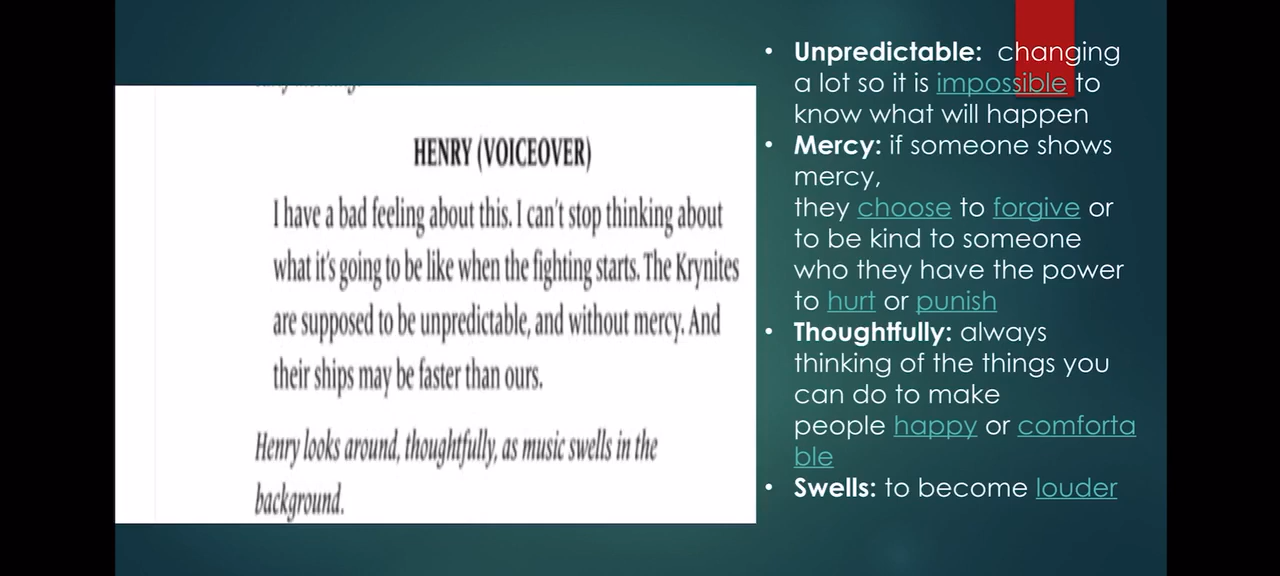 HENRY (VOICEOVER)
I have a bad feeling about this. I can't stop thinking about
what it's going to be like when the fighting starts. The Krynites
are supposed to be unpredictable, and without mercy. And
their ships may be faster than ours.
Henry looks around, thoughtfully, as music swells in the
background.
• Unpredictable: changing
a lot so it is impossible to
know what will happen
• Mercy: if someone shows
mercy,
they choose to forgive or
to be kind to someone
who they have the power
to hurt or punish
• Thoughtfully: always
thinking of the things you
can do to make
people happy or comforta
ble
• Swells: to become louder